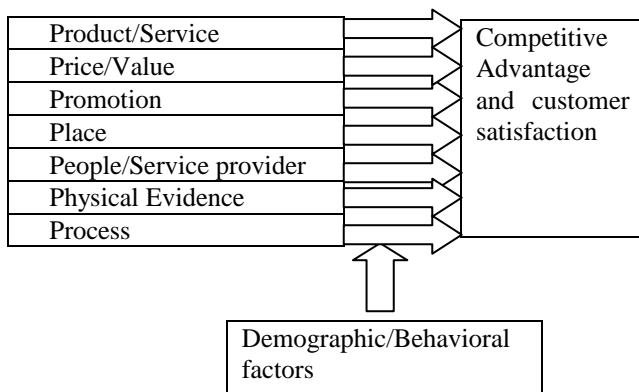 Product/Service
Price/Value
Promotion
Place
People/Service provider
Physical Evidence
Process
Competitive
Advantage
and customer
satisfaction
Demographic/Behavioral
factors